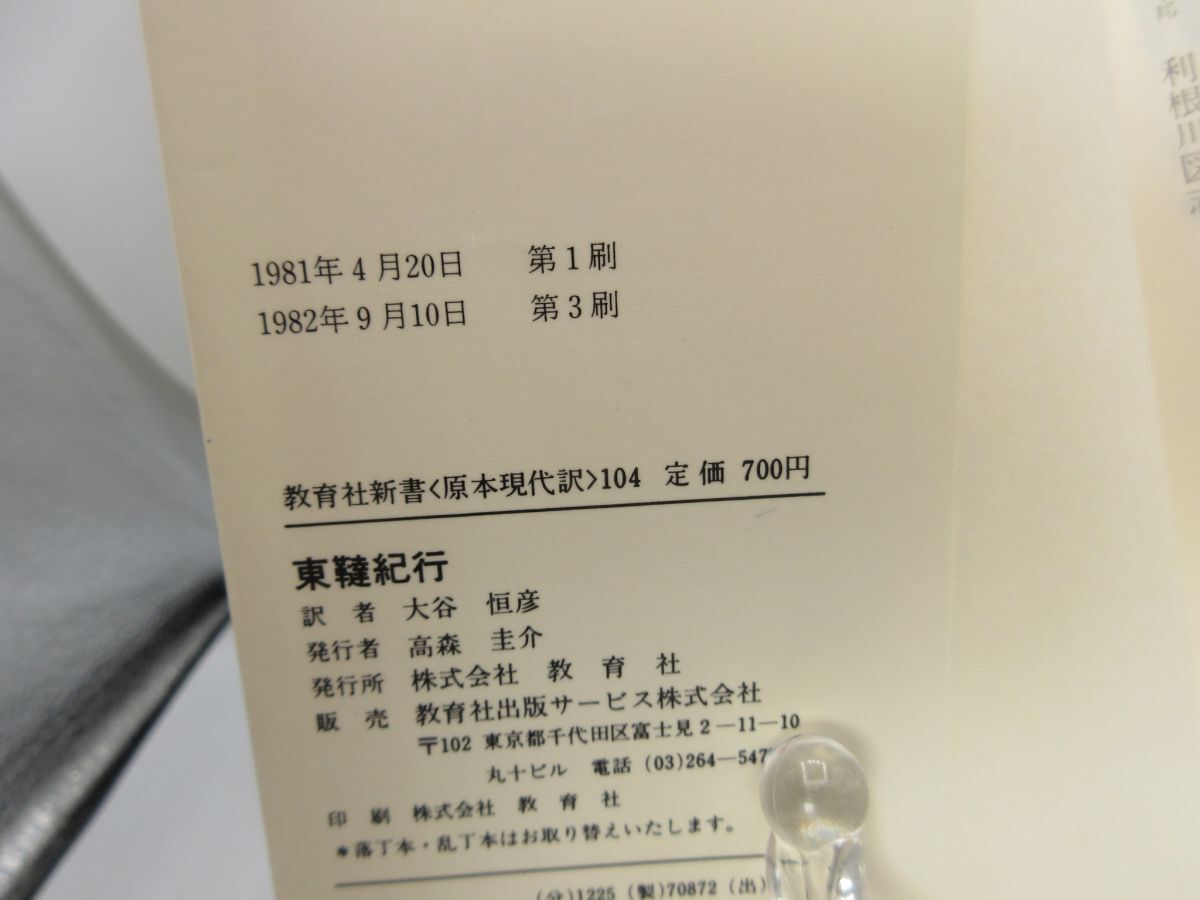 1981年4月20日 第1刷
1982年9月10日 第3刷
教育社新書〈原本現代訳〉104 定価 700円
東韃紀行
訳者 大谷 恒彦
発行者 高森 圭介
発行所 株式会社 教育社
販売 教育社出版サービス株式会社
〒102 東京都千代田区富士見2－11－10
丸十ビル 電話 (03)264―547
印刷 株式会社 教育社
*落丁本・乱丁本はお取り替えいたします。
(分)1225 (製)70872 (出)
利根川図志